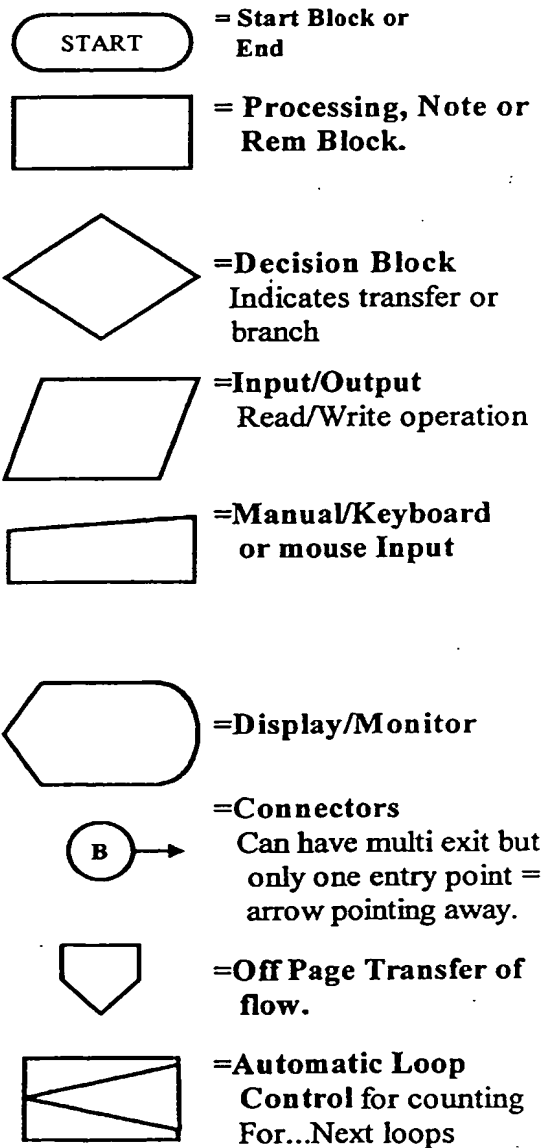 START
= Start Block or
End
= Processing, Note or
Rem Block.
=Decision Block
Indicates transfer or
branch
=Input/Output
Read/Write operation
=Manual/Keyboard
or mouse Input
=Display/Monitor
B
=Connectors
Can have multi exit but
only one entry point =
arrow pointing away.
=Off Page Transfer of
flow.
=Automatic Loop
Control for counting
For...Next loops